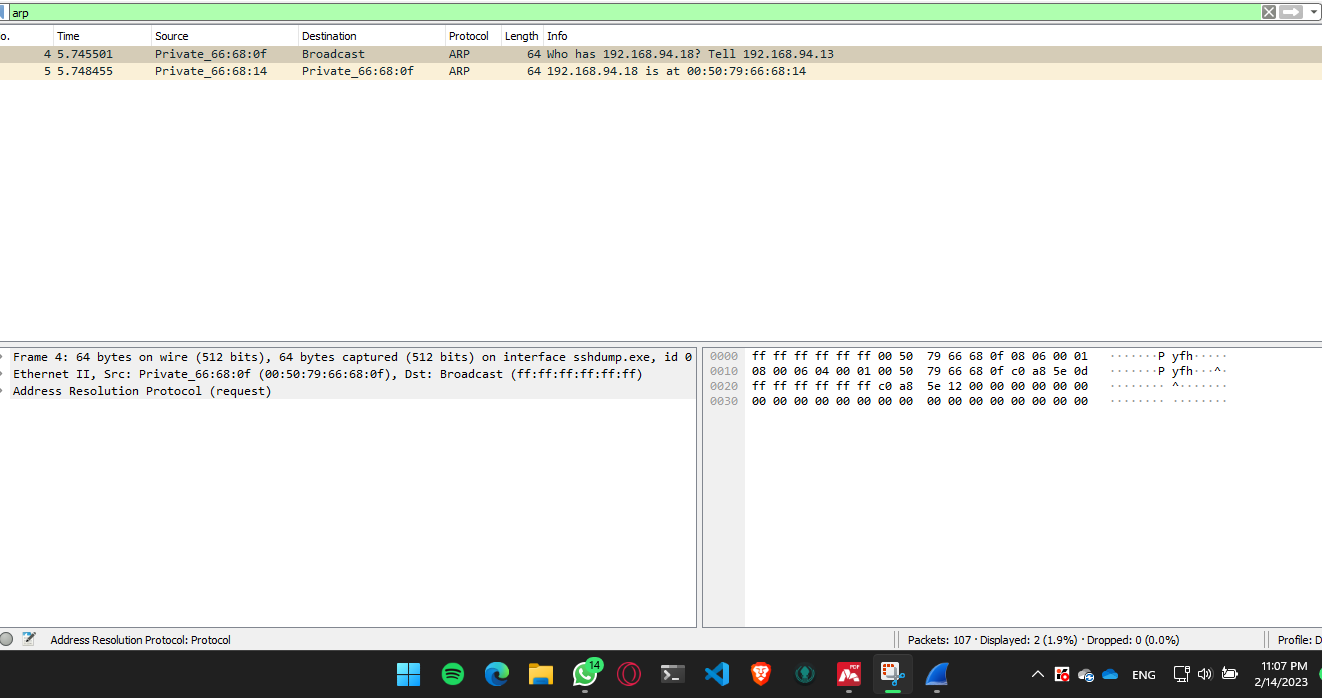 arp
o. Time Source Destination Protocol Length Info
4 5.745501 Private_66:68:0f Broadcast ARP 64 Who has 192.168.94.18? Tell 192.168.94.13
5 5.748455 Private_66:68:14 Private_66:68:0f ARP 64 192.168.94.18 is at 00:50:79:66:68:14
Frame 4: 64 bytes on wire (512 bits), 64 bytes captured (512 bits) on interface sshdump.exe, id 0
Ethernet II, Src: Private_66:68:0f (00:50:79:66:68:0f), Dst: Broadcast (ff:ff:ff:ff:ff:ff)
Address Resolution Protocol (request)
0000 ff ff ff ff ff ff 00 50 79 66 68 0f 08 06 00 01 ·······P yfh·····
0010 08 00 06 04 00 01 00 50 79 66 68 0f c0 a8 5e 0d ·······P yfh···^·
0020 ff ff ff ff ff ff c0 a8 5e 12 00 00 00 00 00 00 ········ ^·······
0030 00 00 00 00 00 00 00 00 00 00 00 00 00 00 00 00 ········ ········
Address Resolution Protocol: Protocol
Packets: 107 · Displayed: 2 (1.9%) · Dropped: 0 (0.0%)
Profile: D
14
PDF
ENG
11:07 PM
2/14/2023